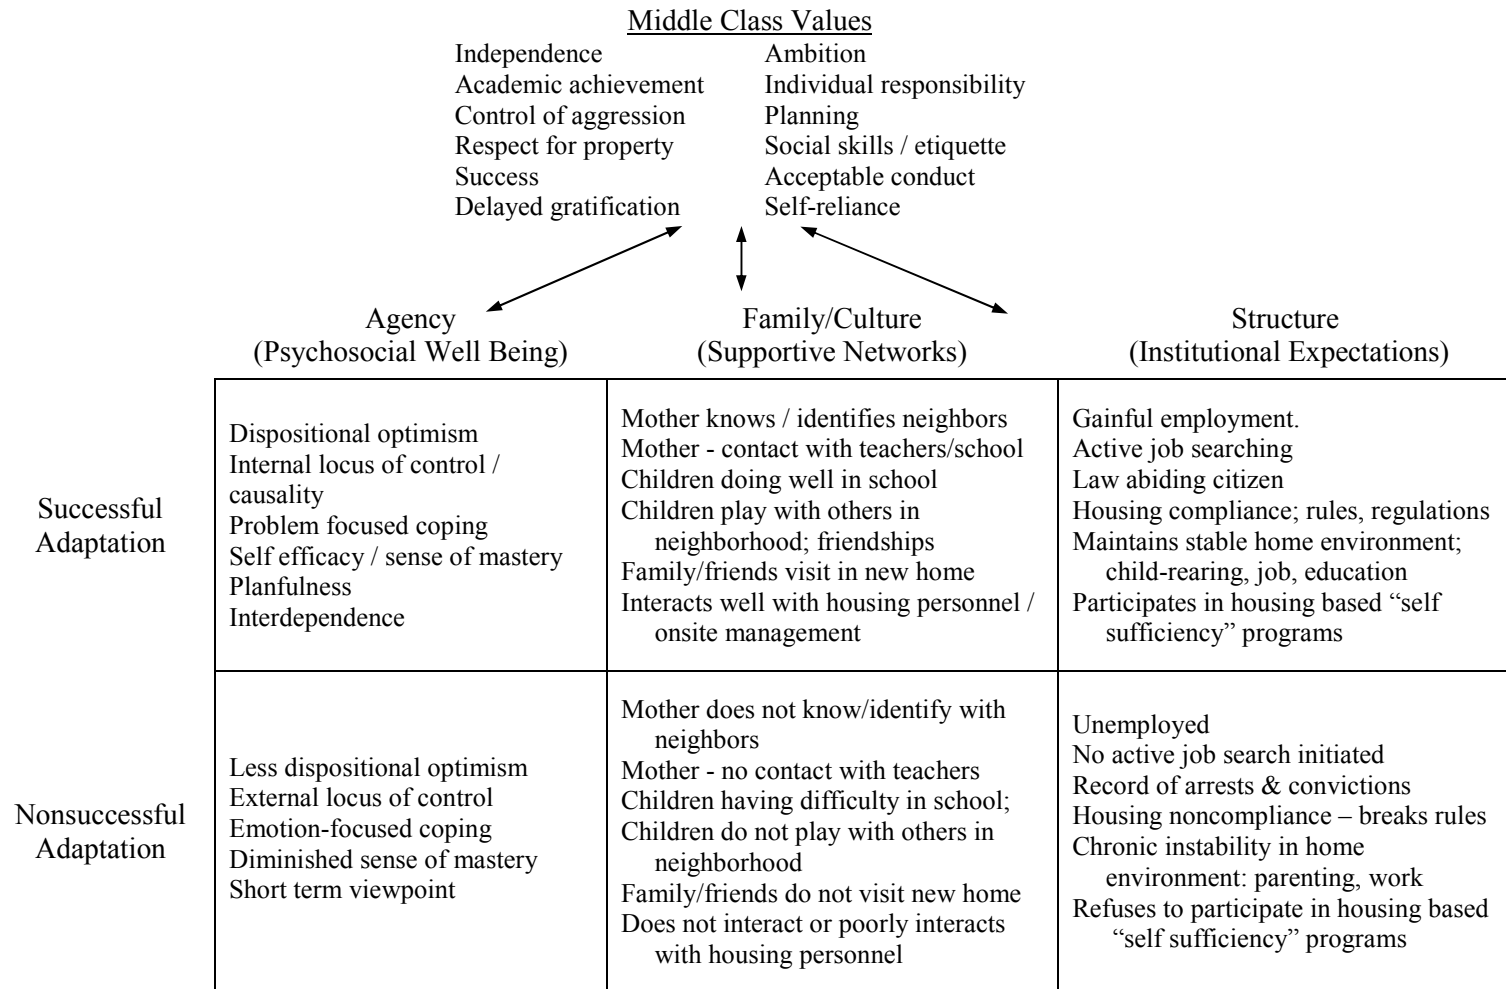 Middle Class Values
Independence
Academic achievement
Control of aggression
Respect for property
Success
Delayed gratification
Ambition
Individual responsibility
Planning
Social skills / etiquette
Acceptable conduct
Self-reliance
Agency
(Psychosocial Well Being)
Family/Culture
(Supportive Networks)
Structure
(Institutional Expectations)
Successful
Adaptation
Dispositional optimism
Internal locus of control /
causality
Problem focused coping
Self efficacy / sense of mastery
Planfulness
Interdependence
Mother knows / identifies neighbors
Mother - contact with teachers/school
Children doing well in school
Children play with others in
neighborhood; friendships
Family/friends visit in new home
Interacts well with housing personnel /
onsite management
Gainful employment.
Active job searching
Law abiding citizen
Housing compliance; rules, regulations
Maintains stable home environment;
child-rearing, job, education
Participates in housing based “self
sufficiency” programs
Nonsuccessful
Adaptation
Less dispositional optimism
External locus of control
Emotion-focused coping
Diminished sense of mastery
Short term viewpoint
Mother does not know/identify with
neighbors
Mother - no contact with teachers
Children having difficulty in school;
Children do not play with others in
neighborhood
Family/friends do not visit new home
Does not interact or poorly interacts
with housing personnel
Unemployed
No active job search initiated
Record of arrests & convictions
Housing noncompliance – breaks rules
Chronic instability in home
environment: parenting, work
Refuses to participate in housing based
“self sufficiency” programs